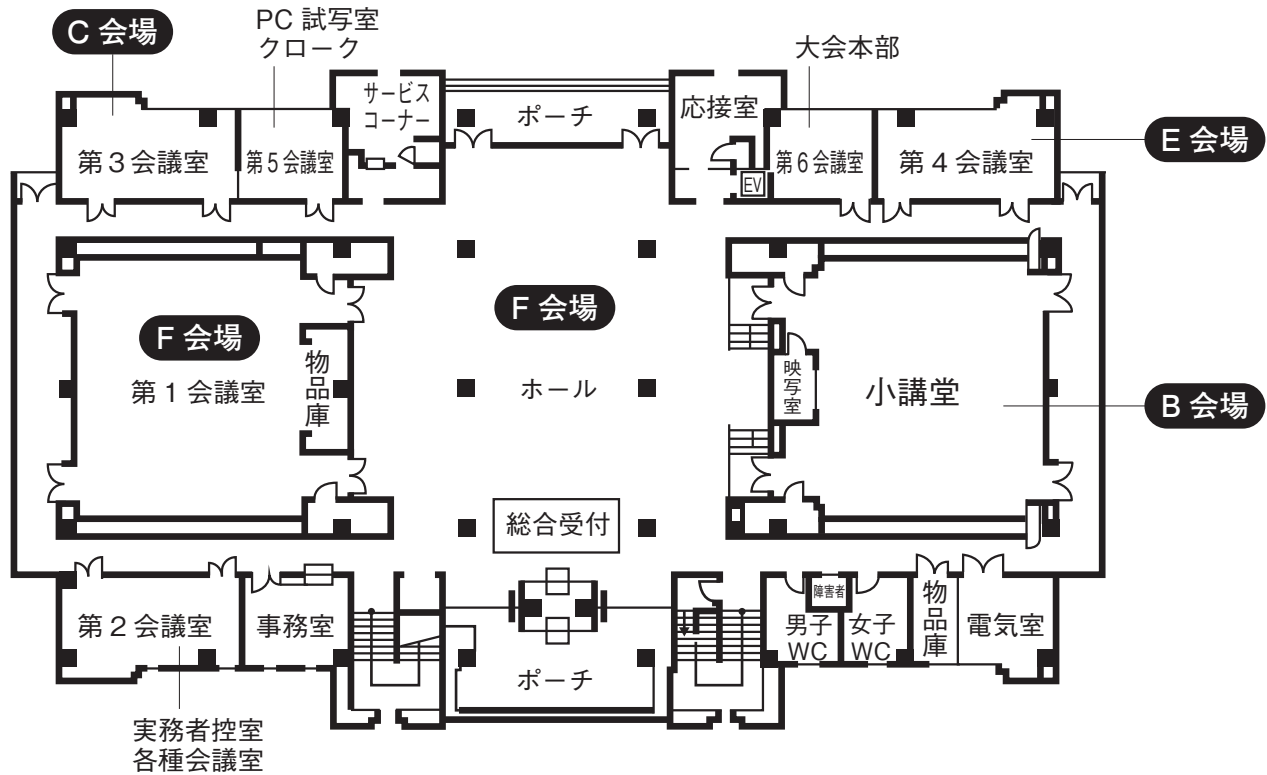 C 会場
PC 試写室
クローク
大会本部
サービス
コーナー
ポーチ
応接室
E 会場
第3会議室
第5会議室
EV
第6会議室
第4会議室
F 会場
F 会場
第1会議室
物品庫
ホール
映写室
小講堂
B 会場
総合受付
第2会議室
事務室
ポーチ
障害者
男子
WC
女子
WC
物品庫
電気室
実務者控室
各種会議室